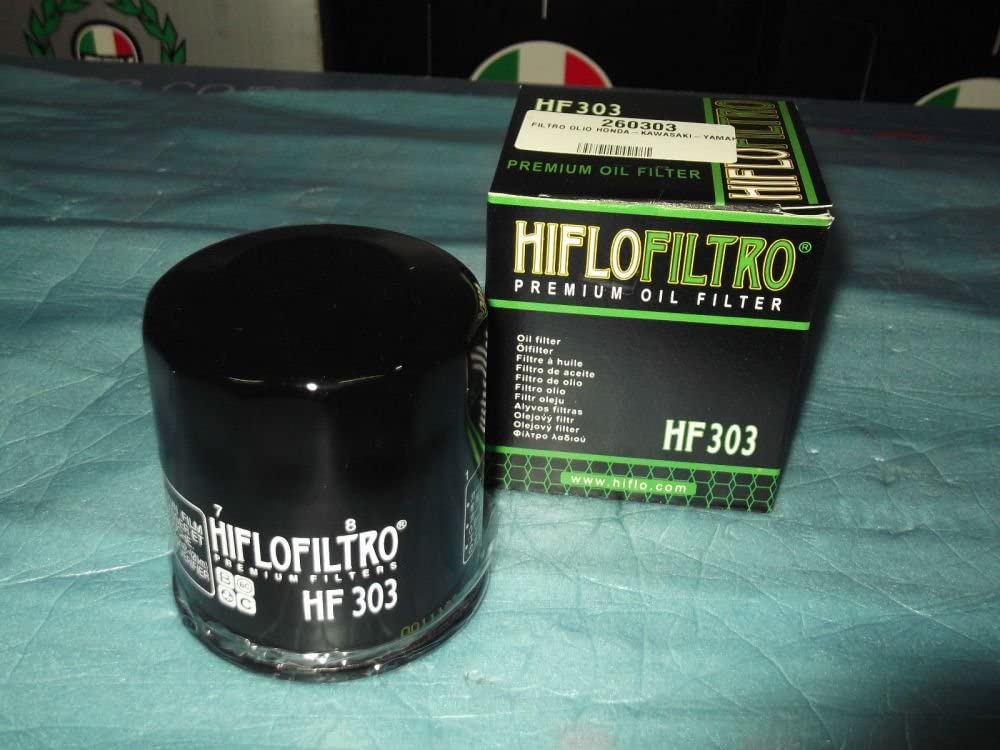 HF303
260303
FILTRO OLIO HONDA-KAWASAKI-YAMAH
PREMIUM OIL FILTER
HIFLOFILTRO
HIFLOFILTRO®
PREMIUM OIL FILTER
Oil filter
Ölfilter
Filtre à huile
Filtro de aceite
Filtro de olio
Filtro olio
Filtr oleju
Alyvos filtras
Olejový filtr
Olejový filter
Φίλτρο λαδιού
HF303
www.hiflo.com
7 8
HIFLOFILTRO®
PREMIUM FILTERS
HF 303